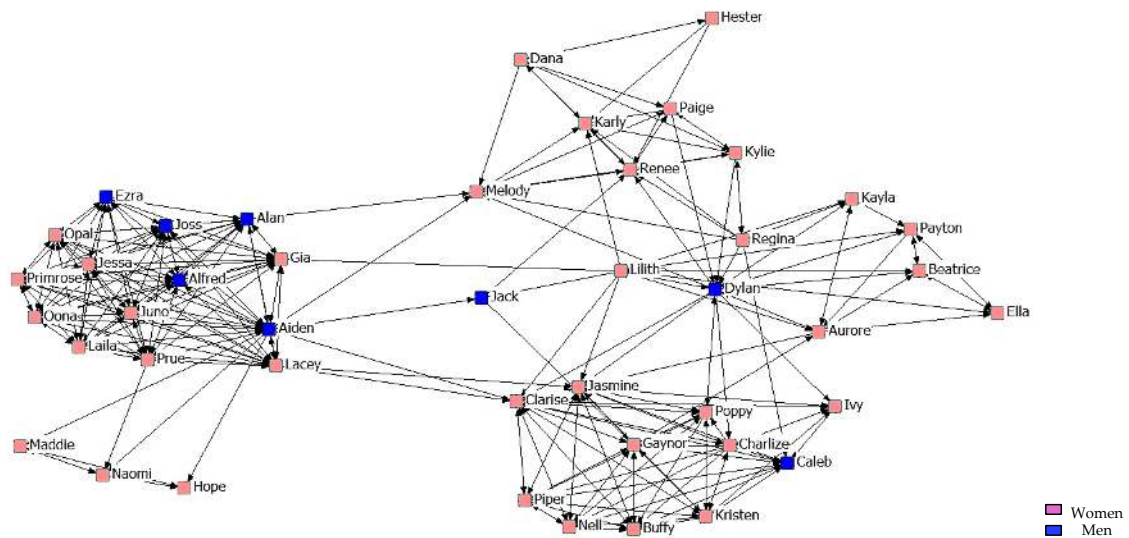 Hester
Dana
Paige
Karly
Kylie
Renee
Melody
Kayla
Ezra
Alan
Joss
Payton
Opal
Regina
Gia
Jessa
Lilith
Beatrice
Primrose
Alfred
Dylan
Jack
Juno
Ella
Oona
Aiden
Aurore
Laila
Prue
Lacey
Jasmine
Clarise
Ivy
Poppy
Maddie
Gaynor
Charlize
Caleb
Naomi
Hope
Piper
Kristen
Nell
Buffy
Women
Men